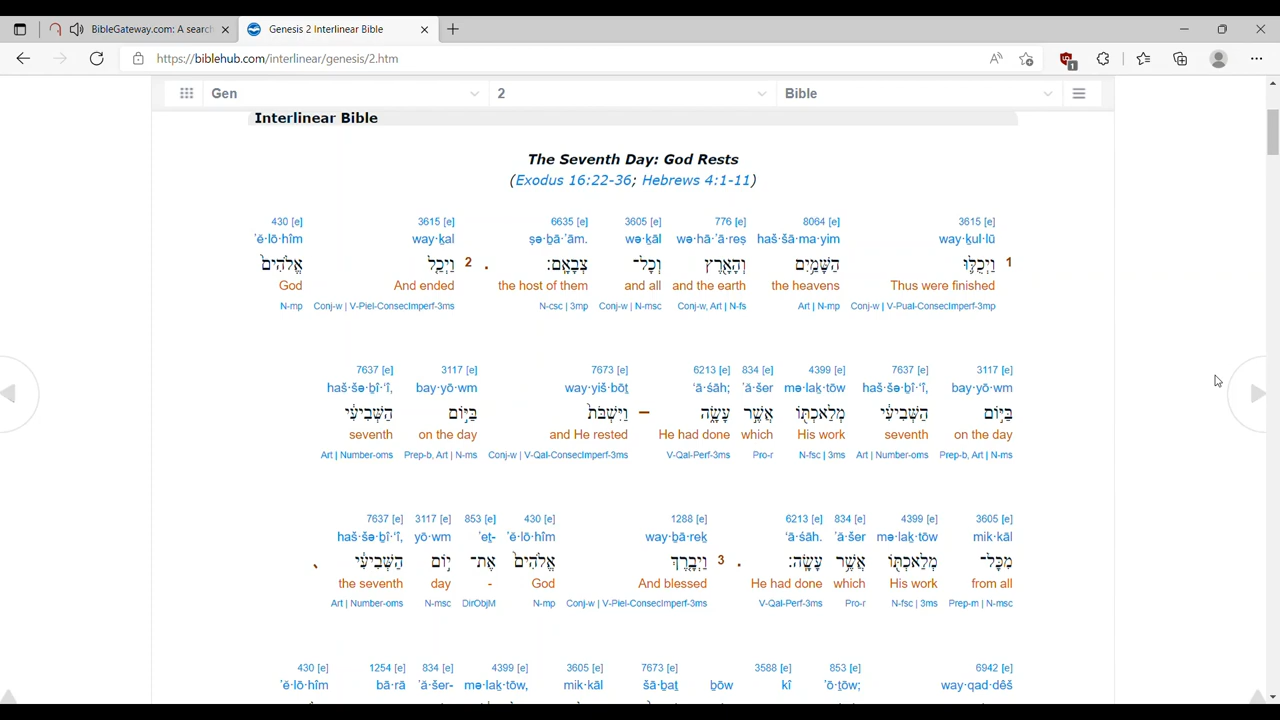 BibleGateway.com: A search
Genesis 2 Interlinear Bible
https://biblehub.com/interlinear/genesis/2.htm
1
Gen 2 Bible
Interlinear Bible
The Seventh Day: God Rests
(Exodus 16:22-36; Hebrews 4:1-11)
430 [e] 3615 [e] 6635 [e] 3605 [e] 776 [e] 8064 [e] 3615 [e]
’ĕ·lō·hîm way·ḵal ṣə·ḇā·’ām. wə·ḵāl wə·hā·’ā·reṣ haš·šā·ma·yim way·ḵul·lū
1 וַיְכֻלּ֛וּ הַשָּׁמַ֥יִם וְהָאָ֖רֶץ וְכָל־ צְבָאָֽם׃ . 2 וַיְכַ֤ל אֱלֹהִים֙
God And ended the host of them and all and the earth the heavens Thus were finished
N-mp Conj-w | V-Piel-ConsecImperf-3ms N-csc | 3mp Conj-w | N-msc Conj-w, Art | N-fs Art | N-mp Conj-w | V-Pual-ConsecImperf-3mp
7637 [e] 3117 [e] 7673 [e] 6213 [e] 834 [e] 4399 [e] 7637 [e] 3117 [e]
haš·šə·ḇî·‘î, bay·yō·wm way·yiš·bōṯ ‘ā·śāh; ’ă·šer mə·laḵ·tōw haš·šə·ḇî·‘î, bay·yō·wm
בַּיּ֣וֹם הַשְּׁבִיעִ֔י מְלַאכְתּ֖וֹ אֲשֶׁ֣ר עָשָׂ֑ה – וַיִּשְׁבֹּת֙ בַּיּ֣וֹם הַשְּׁבִיעִ֔י
seventh on the day and He rested He had done which His work seventh on the day
Art | Number-oms Prep-b, Art | N-ms Conj-w | V-Qal-ConsecImperf-3ms V-Qal-Perf-3ms Pro-r N-fsc | 3ms Art | Number-oms Prep-b, Art | N-ms
7637 [e] 3117 [e] 853 [e] 430 [e] 1288 [e] 6213 [e] 834 [e] 4399 [e] 3605 [e]
haš·šə·ḇî·‘î, yō·wm ’eṯ- ’ĕ·lō·hîm way·ḇā·reḵ ‘ā·śāh. ’ă·šer mə·laḵ·tōw mik·kāl
מִכָּל־ מְלַאכְתּ֖וֹ אֲשֶׁ֥ר עָשָֽׂה׃ . 3 וַיְבָ֤רֶךְ אֱלֹהִים֙ אֶת־ י֣וֹם הַשְּׁבִיעִ֔י 、
the seventh day - God And blessed He had done which His work from all
Art | Number-oms N-msc DirObjM N-mp Conj-w | V-Piel-ConsecImperf-3ms V-Qal-Perf-3ms Pro-r N-fsc | 3ms Prep-m | N-msc
430 [e] 1254 [e] 834 [e] 4399 [e] 3605 [e] 7673 [e] 3588 [e] 853 [e] 6942 [e]
’ĕ·lō·hîm bā·rā ’ă·šer- mə·laḵ·tōw, mik·kāl šā·ḇaṯ ḇōw kî ’ō·ṯōw; way·qad·dêš